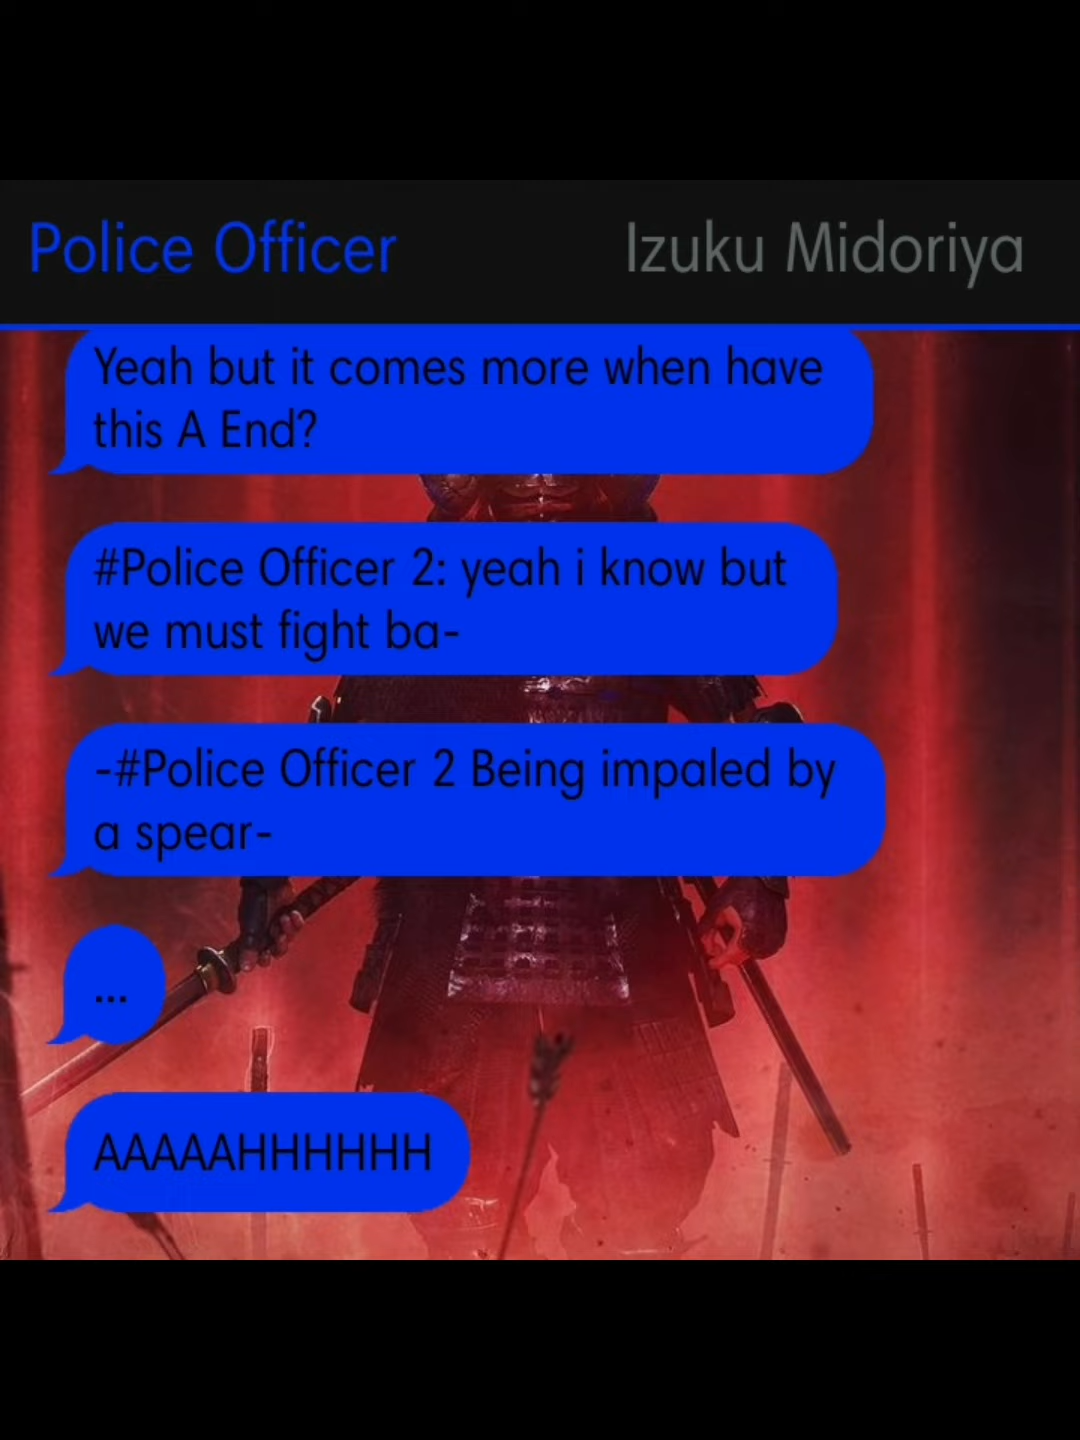 Police Officer Izuku Midoriya
Yeah but it comes more when have
this A End?
#Police Officer 2: yeah i know but
we must fight ba-
-#Police Officer 2 Being impaled by
a spear-
...
AAAAAHHHHHH